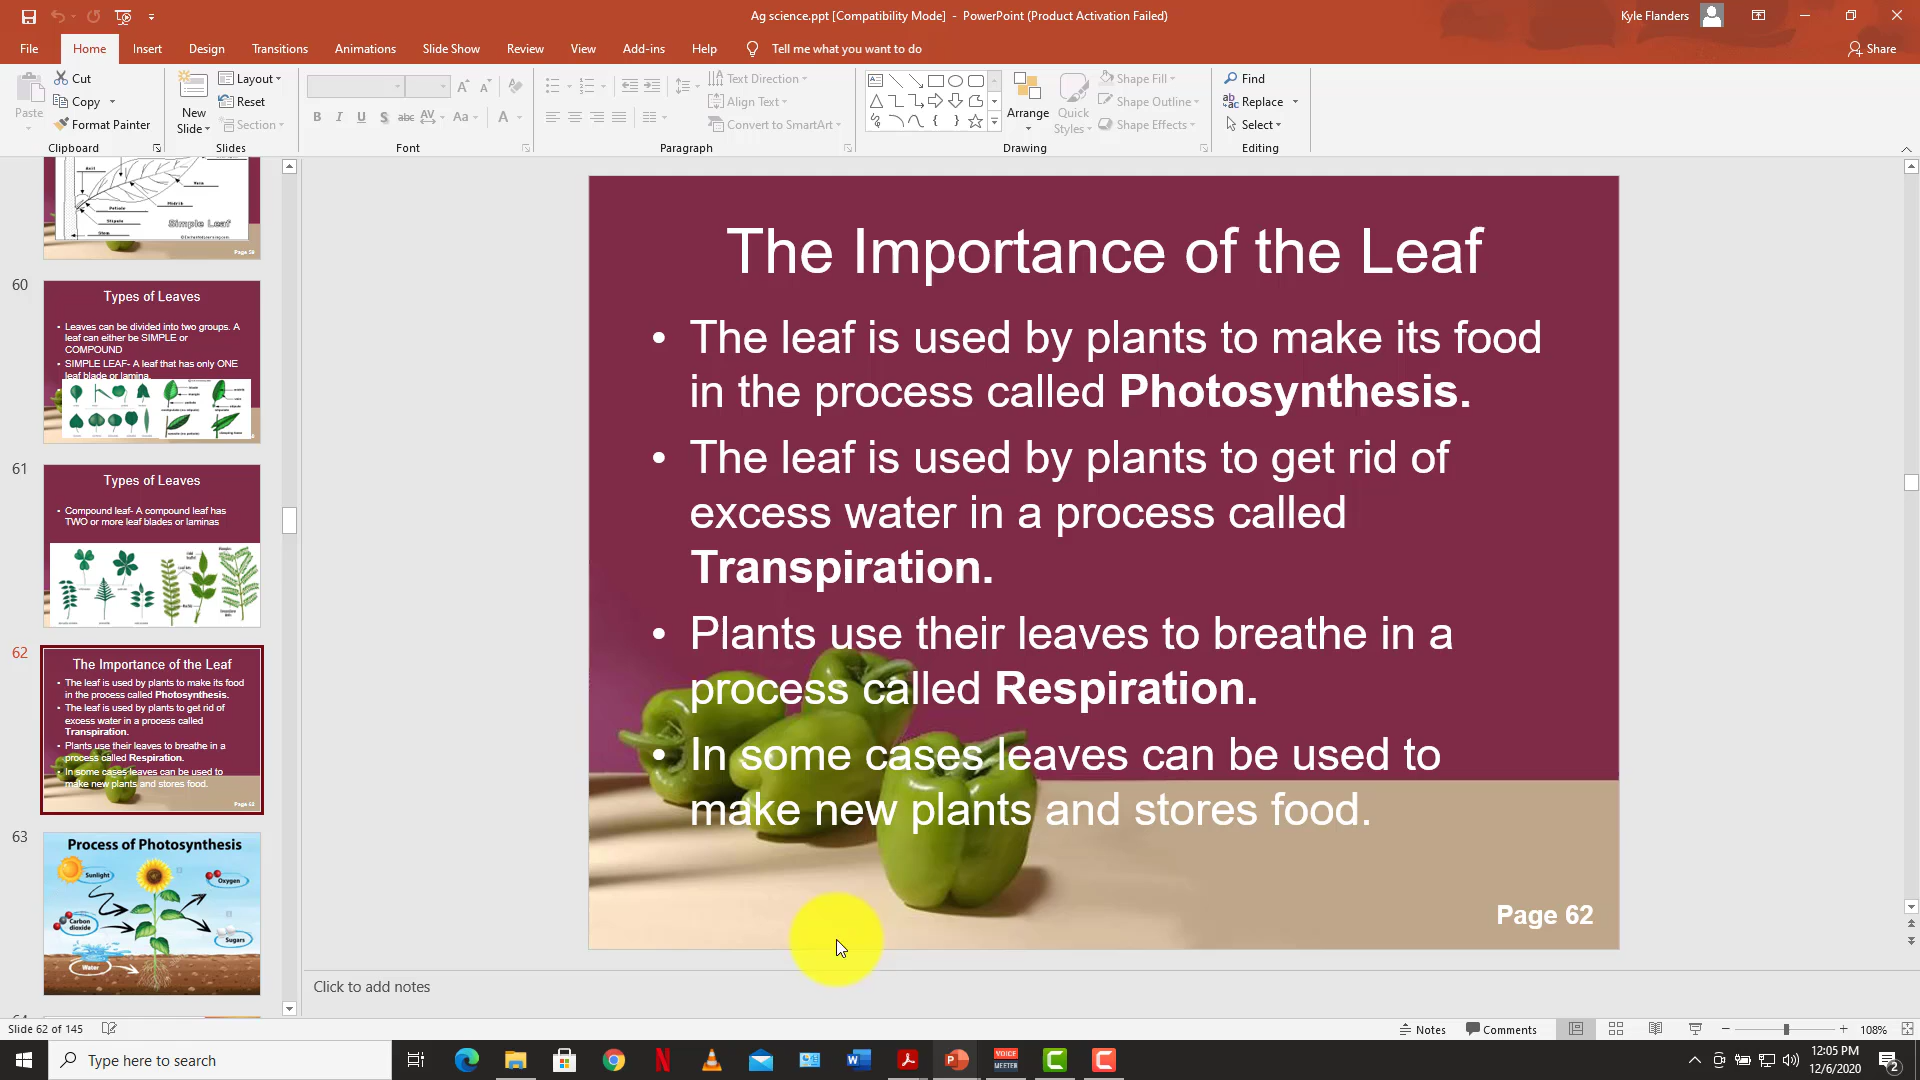 Ag science.ppt [Compatibility Mode] - PowerPoint (Product Activation Failed)
Kyle Flanders
File Home Insert Design Transitions Animations Slide Show Review View Add-ins Help Tell me what you want to do
Share
Paste
Cut
Copy
Format Painter
Clipboard
New
Slide
Layout
Reset
Section
Slides
Font
Text Direction
Align Text
Convert to SmartArt
Paragraph
Arrange
Quick
Styles
Shape Fill
Shape Outline
Shape Effects
Drawing
Find
Replace
Select
Editing
Petiole
Midrib
Stipule
Stem
Simple Leaf
60
Types of Leaves
• Leaves can be divided into two groups. A
leaf can either be SIMPLE or
COMPOUND
• SIMPLE LEAF- A leaf that has only ONE
leaf blade or lamina.
61
Types of Leaves
• Compound leaf- A compound leaf has
TWO or more leaf blades or laminas
62
The Importance of the Leaf
• The leaf is used by plants to make its food
in the process called Photosynthesis.
• The leaf is used by plants to get rid of
excess water in a process called
Transpiration.
• Plants use their leaves to breathe in a
process called Respiration.
• In some cases leaves can be used to
make new plants and stores food.
Page 62
63
Process of Photosynthesis
Sunlight
Oxygen
Carbon
dioxide
Sugars
Water
The Importance of the Leaf
• The leaf is used by plants to make its food
in the process called Photosynthesis.
• The leaf is used by plants to get rid of
excess water in a process called
Transpiration.
• Plants use their leaves to breathe in a
process called Respiration.
• In some cases leaves can be used to
make new plants and stores food.
Page 62
Click to add notes
Slide 62 of 145
Notes
Comments
108%
Type here to search
VOICE
MEETER
12:05 PM
12/6/2020
2